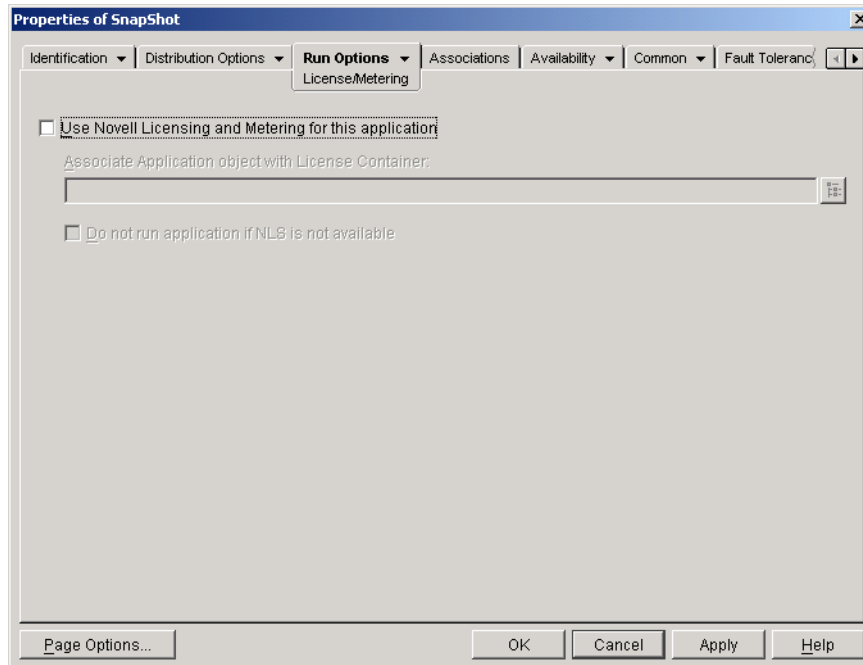 Properties of SnapShot
Identification Distribution Options Run Options Associations Availability Common Fault Toleranc
License/Metering
Use Novell Licensing and Metering for this application
Associate Application object with License Container:
Do not run application if NLS is not available
Page Options... OK Cancel Apply Help